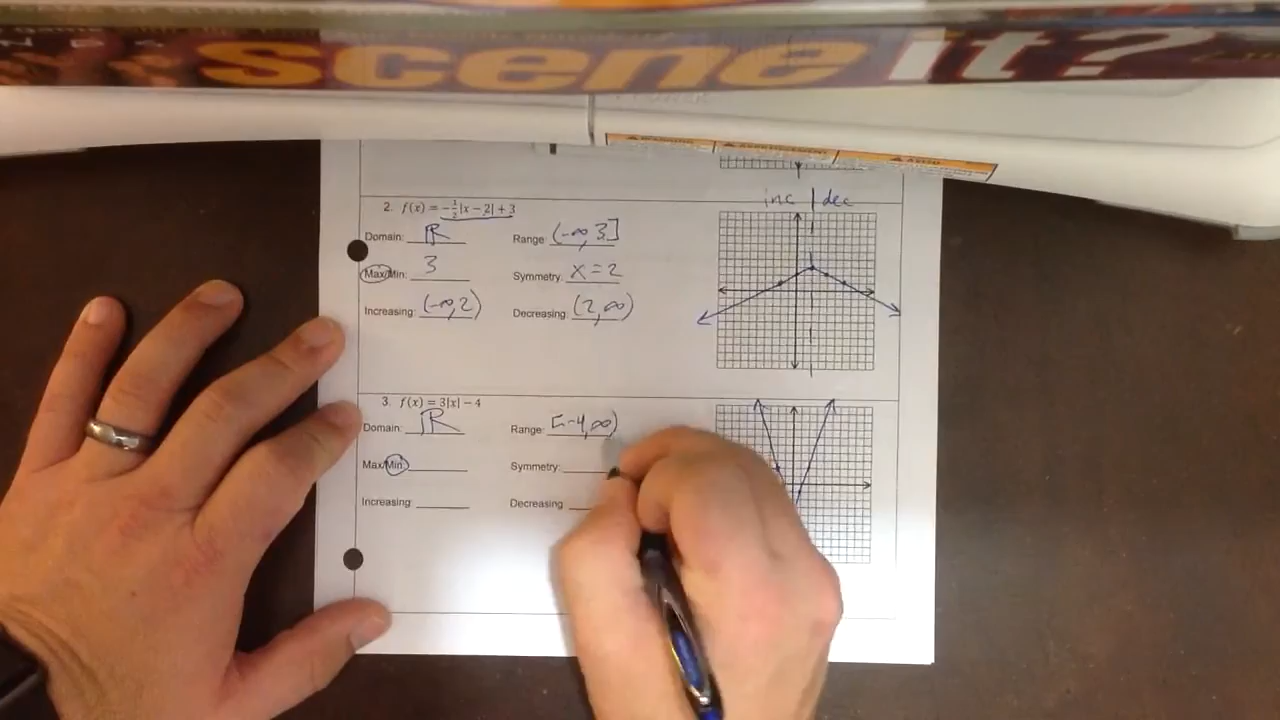 scene it?
inc | dec
2. f(x) = -½|x − 2| + 3
Domain: ℝ Range: (-∞, 3]
Max/Min: 3 Symmetry: x = 2
Increasing: (-∞, 2) Decreasing: (2, ∞)
3. f(x) = 3|x| − 4
Domain: ℝ Range: [-4, ∞)
Max/Min: Symmetry:
Increasing: Decreasing: